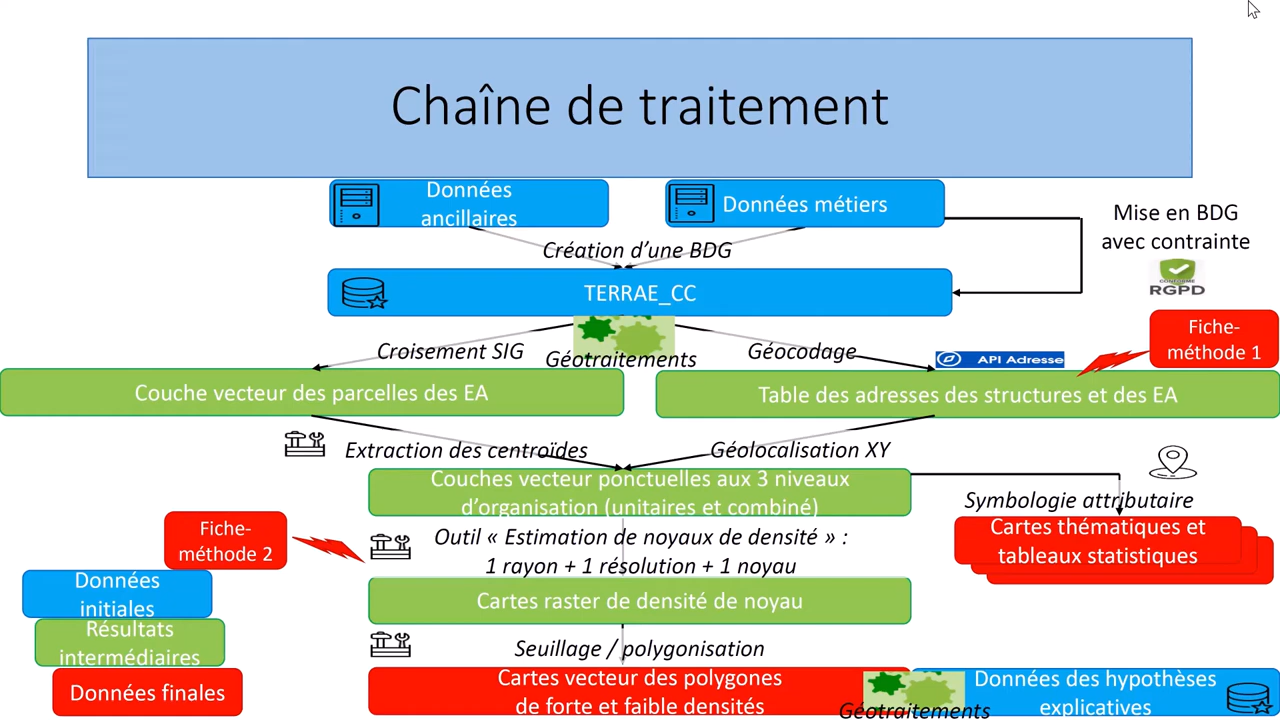 Chaîne de traitement
Données
ancillaires
Données métiers
Mise en BDG
avec contrainte
CONFORME
RGPD
Création d’une BDG
TERRAE_CC
Croisement SIG
Géotraitements
Géocodage
API Adresse
Fiche-
méthode 1
Couche vecteur des parcelles des EA
Table des adresses des structures et des EA
Extraction des centroïdes
Géolocalisation XY
Couches vecteur ponctuelles aux 3 niveaux
d’organisation (unitaires et combiné)
Symbologie attributaire
Cartes thématiques et
tableaux statistiques
Fiche-
méthode 2
Outil « Estimation de noyaux de densité » :
1 rayon + 1 résolution + 1 noyau
Données
initiales
Cartes raster de densité de noyau
Résultats
intermédiaires
Seuillage / polygonisation
Données finales
Cartes vecteur des polygones
de forte et faible densités
Géotraitements
Données des hypothèses
explicatives